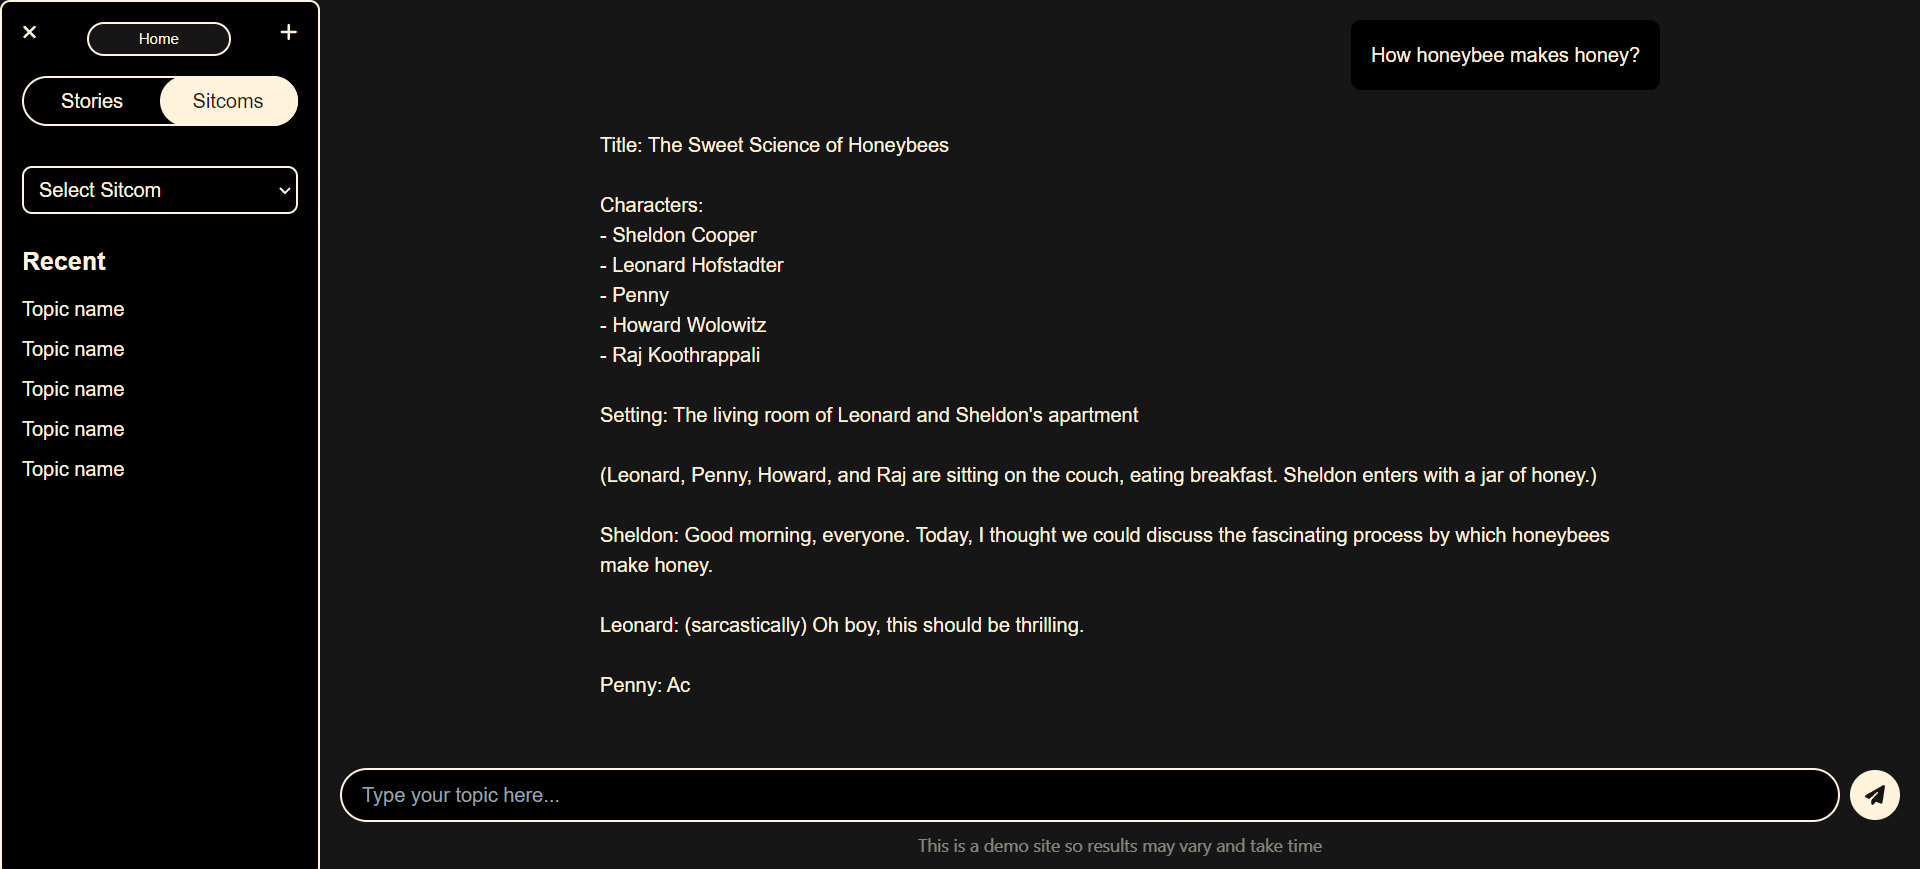 Home
Stories
Sitcoms
Select Sitcom
Recent
Topic name
Topic name
Topic name
Topic name
Topic name
How honeybee makes honey?
Title: The Sweet Science of Honeybees
Characters:
- Sheldon Cooper
- Leonard Hofstadter
- Penny
- Howard Wolowitz
- Raj Koothrappali
Setting: The living room of Leonard and Sheldon's apartment
(Leonard, Penny, Howard, and Raj are sitting on the couch, eating breakfast. Sheldon enters with a jar of honey.)
Sheldon: Good morning, everyone. Today, I thought we could discuss the fascinating process by which honeybees
make honey.
Leonard: (sarcastically) Oh boy, this should be thrilling.
Penny: Ac
Type your topic here...
This is a demo site so results may vary and take time